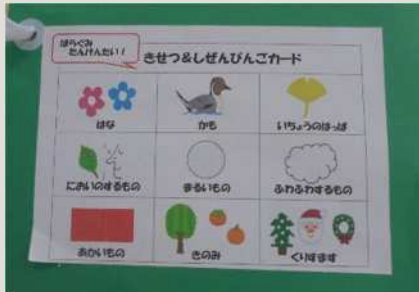 ばらぐみ
たんけんたい!
きせつ&しぜんびんごカード
はな
かも
いちょうのはっぱ
においのするもの
まるいもの
ふわふわするもの
あかいもの
きのみ
くりすます